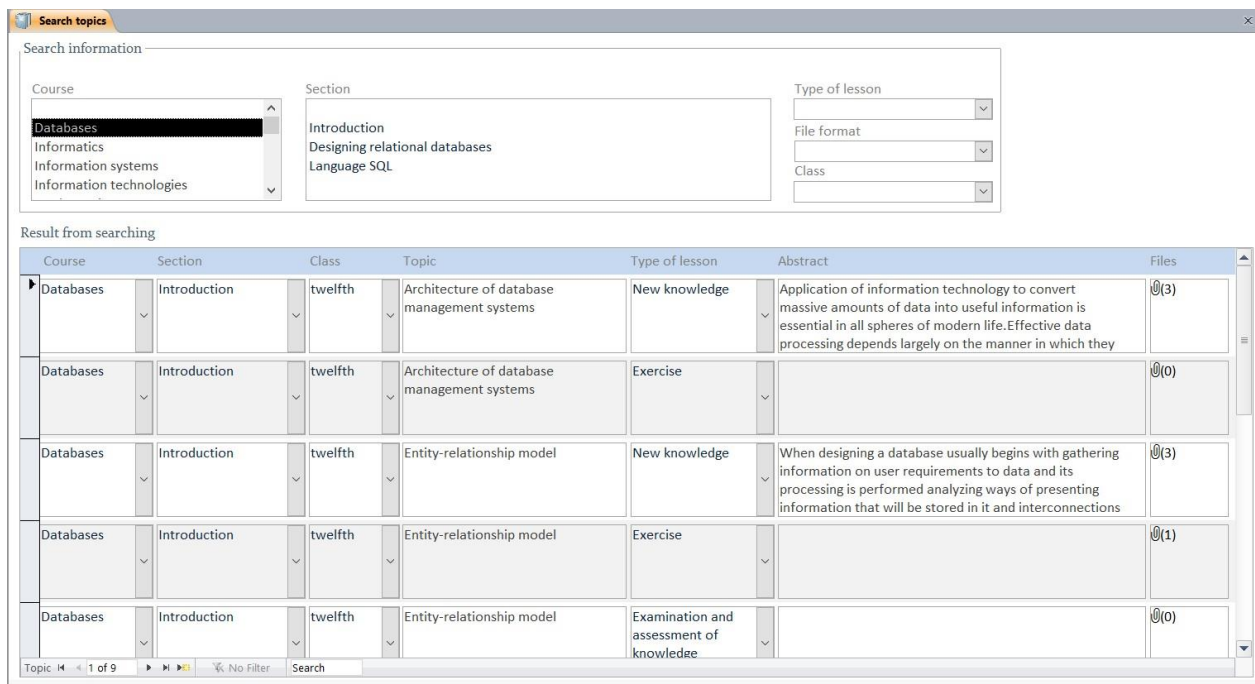 Search topics
Search information
Course
Section
Type of lesson
Databases
Informatics
Information systems
Information technologies
Introduction
Designing relational databases
Language SQL
File format
Class
Result from searching
Course Section Class Topic Type of lesson Abstract Files
Databases Introduction twelfth Architecture of database New knowledge Application of information technology to convert (3)
management systems massive amounts of data into useful information is
essential in all spheres of modern life.Effective data
processing depends largely on the manner in which they
Databases Introduction twelfth Architecture of database Exercise (0)
management systems
Databases Introduction twelfth Entity-relationship model New knowledge When designing a database usually begins with gathering (3)
information on user requirements to data and its
processing is performed analyzing ways of presenting
information that will be stored in it and interconnections
Databases Introduction twelfth Entity-relationship model Exercise (1)
Databases Introduction twelfth Entity-relationship model Examination and (0)
assessment of
knowledge
Topic 1 of 9 No Filter Search